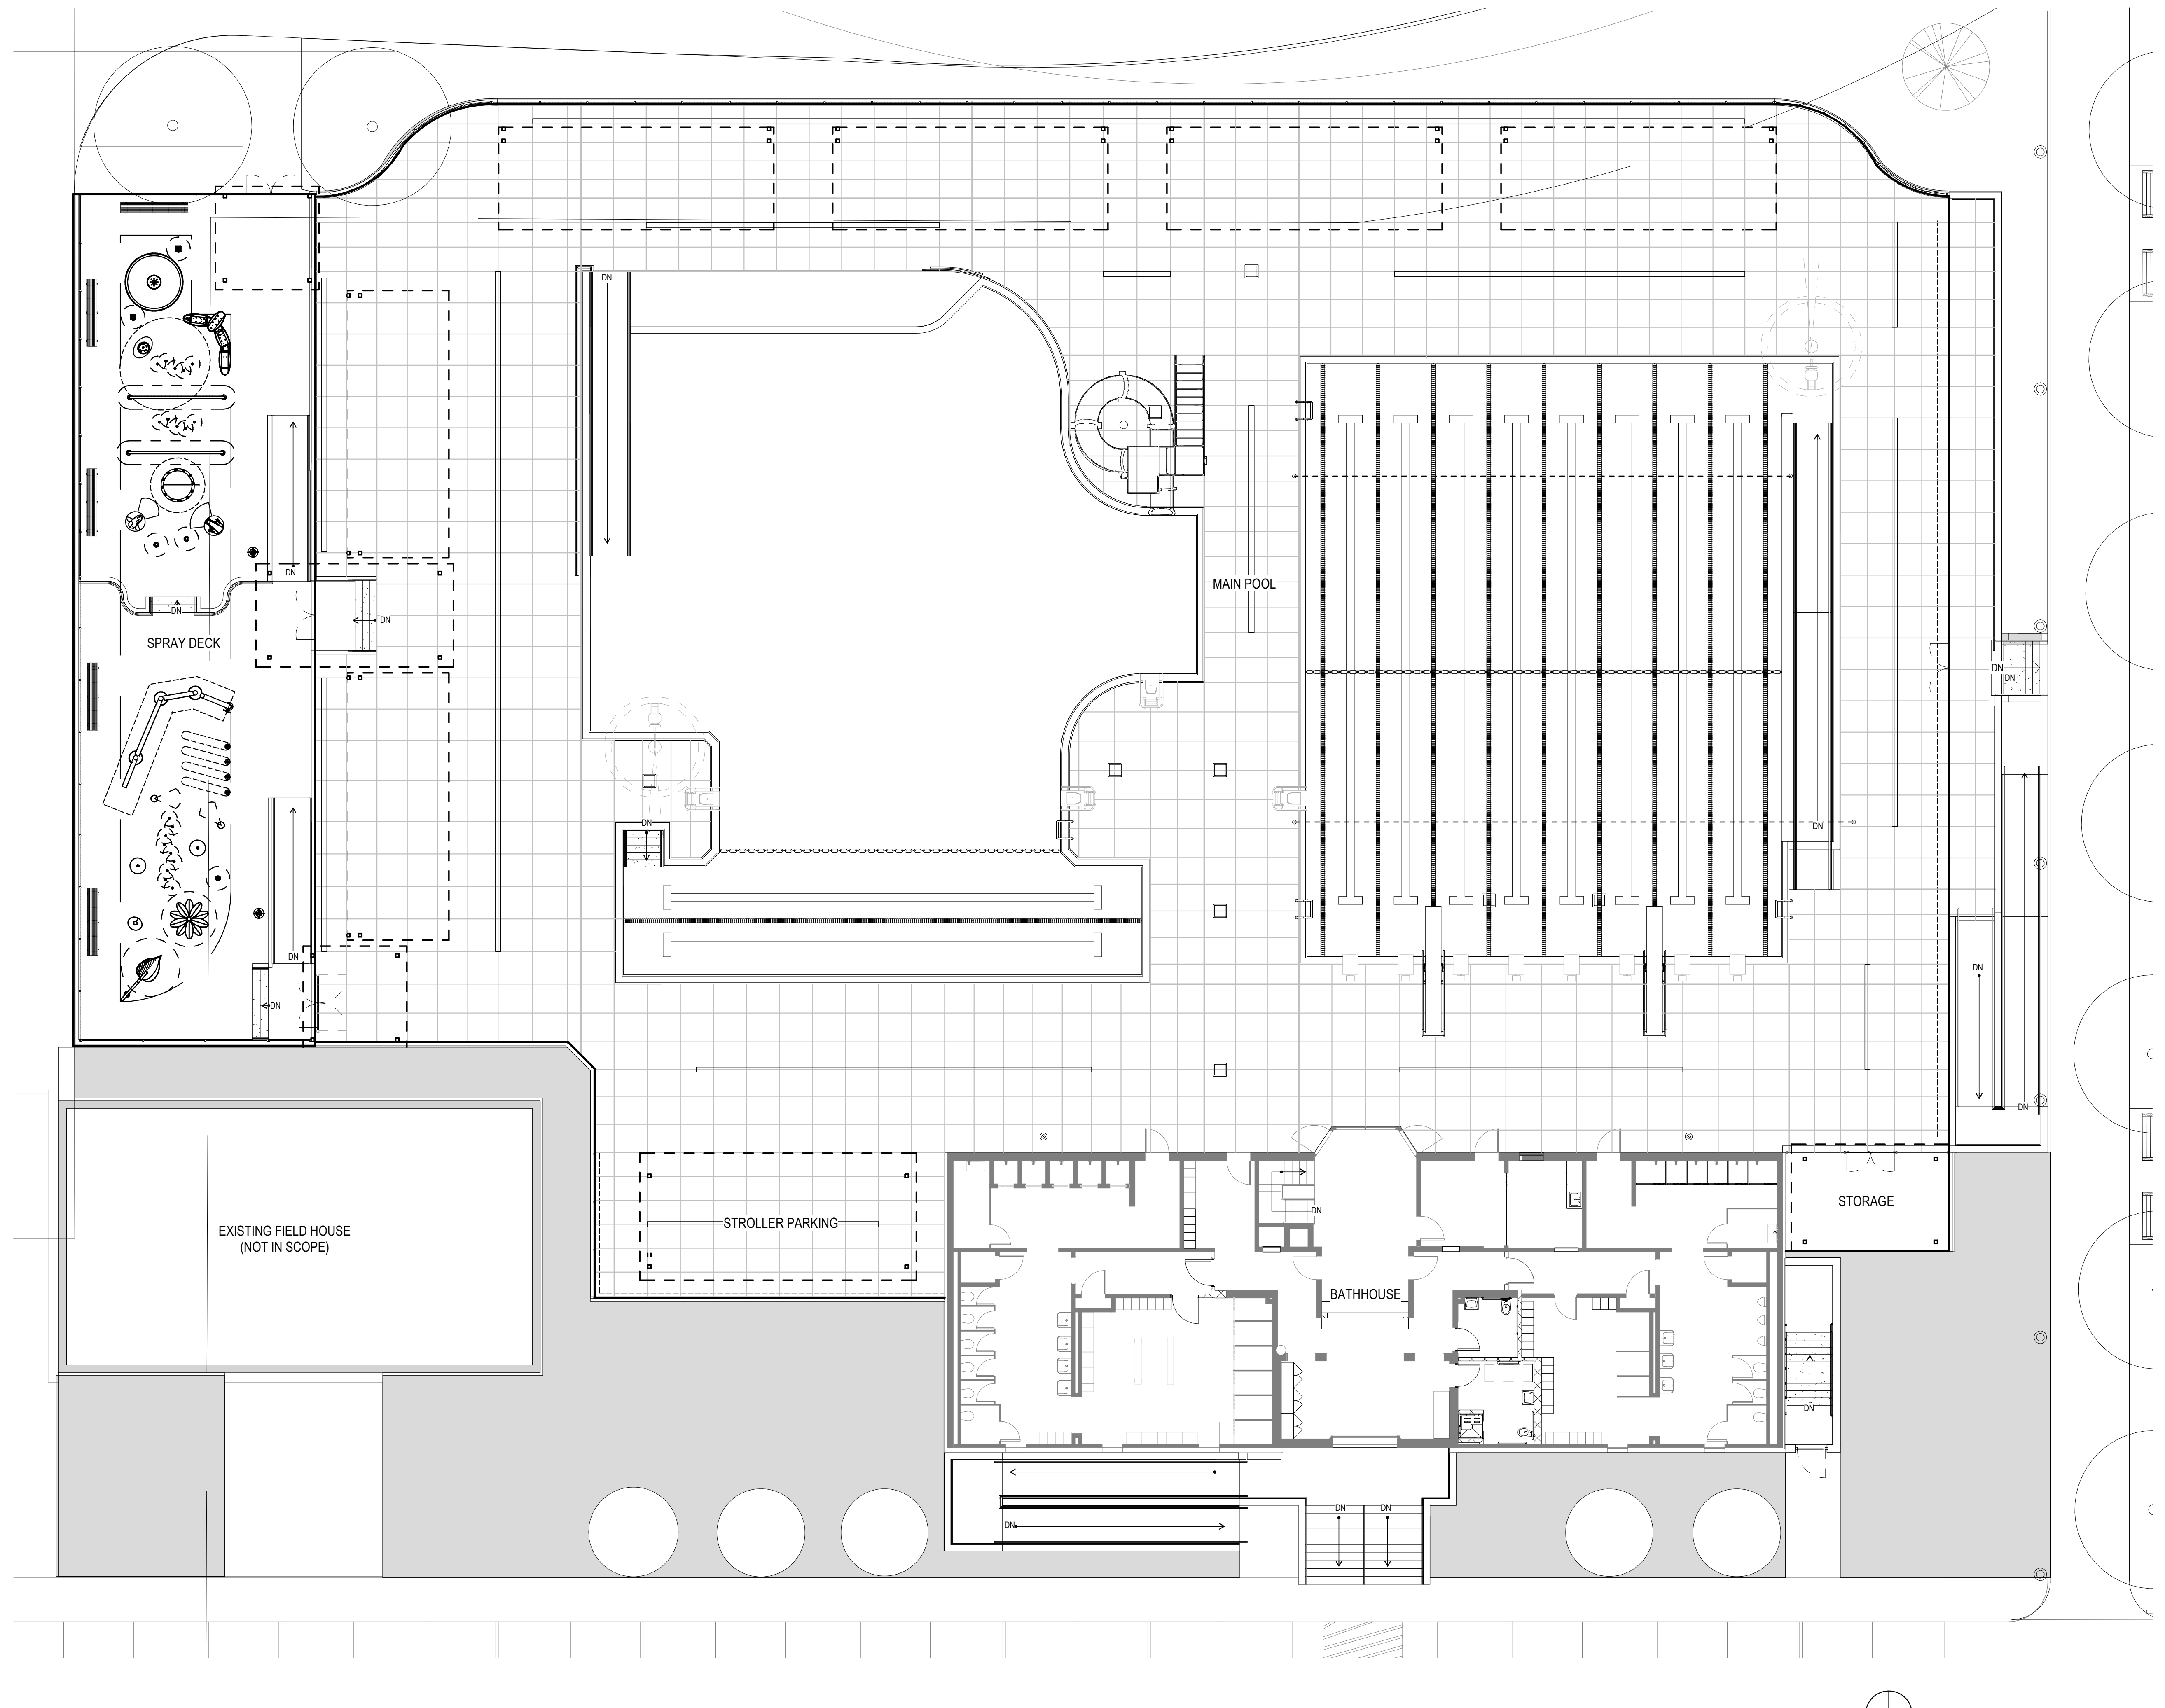 DN
DN
MAIN POOL
DN
DN
SPRAY DECK
DN
DN
DN
DN
DN
DN
DN
DN
DN
STORAGE
DN
STROLLER PARKING
EXISTING FIELD HOUSE
(NOT IN SCOPE)
BATHHOUSE
DN
DN
DN
DN